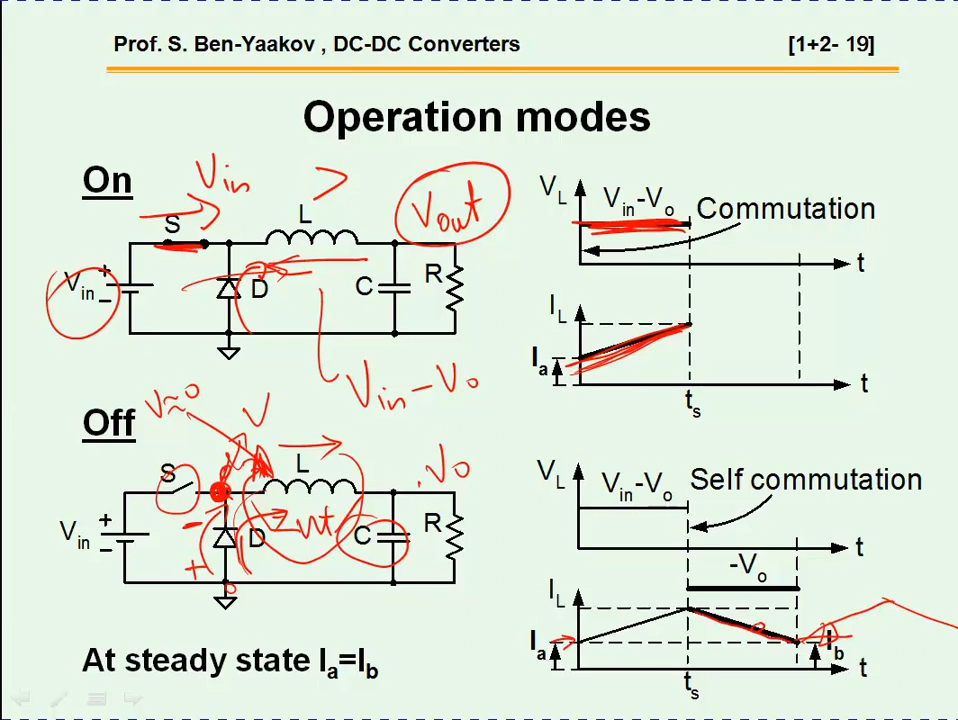 Prof. S. Ben-Yaakov , DC-DC Converters [1+2- 19]
Operation modes
On
Vin > Vout
S L
Vin + − D C R
Vin-Vo
VL Vin-Vo Commutation
t
IL
Ia
t
ts
Off
V≈0 V
S L .Vo
Vin + − D C R
− +
0
VL Vin-Vo Self commutation
t
-Vo
IL
Ia Ib
t
ts
At steady state Ia=Ib